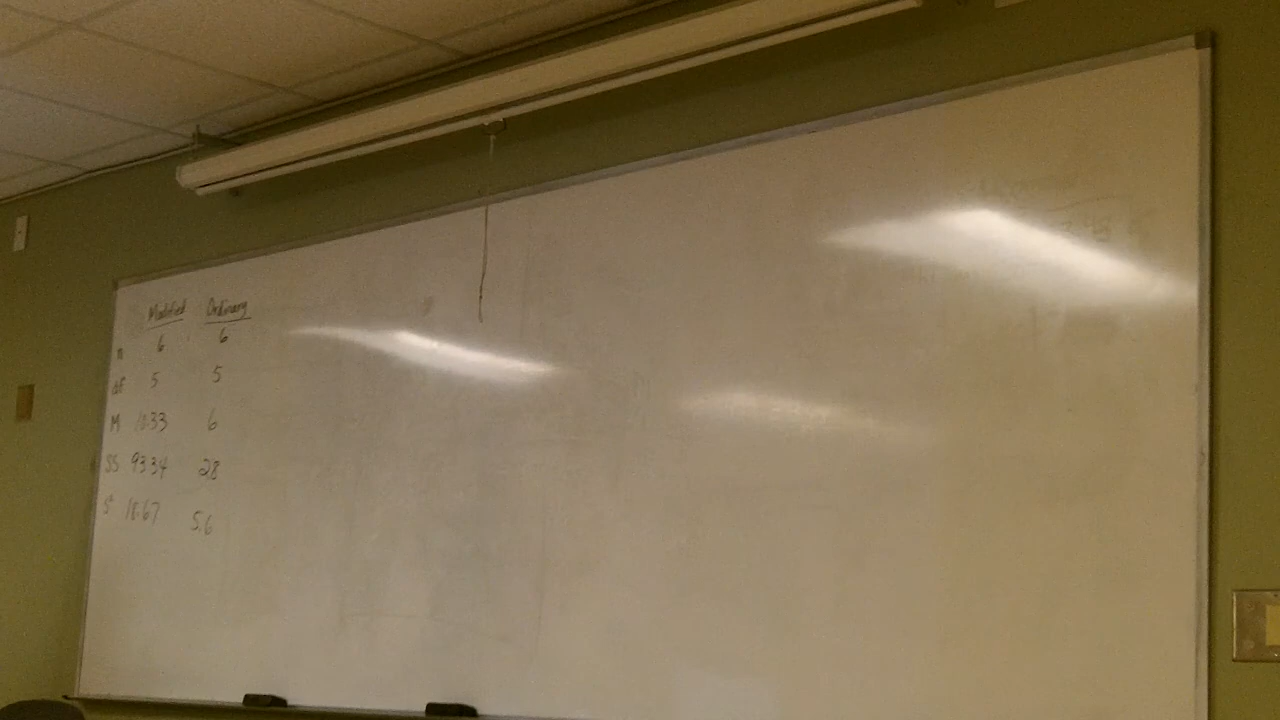 Modified Ordinary
n 6 6
df 5 5
M 10.33 6
SS 93.34 28
S² 18.67 5.6